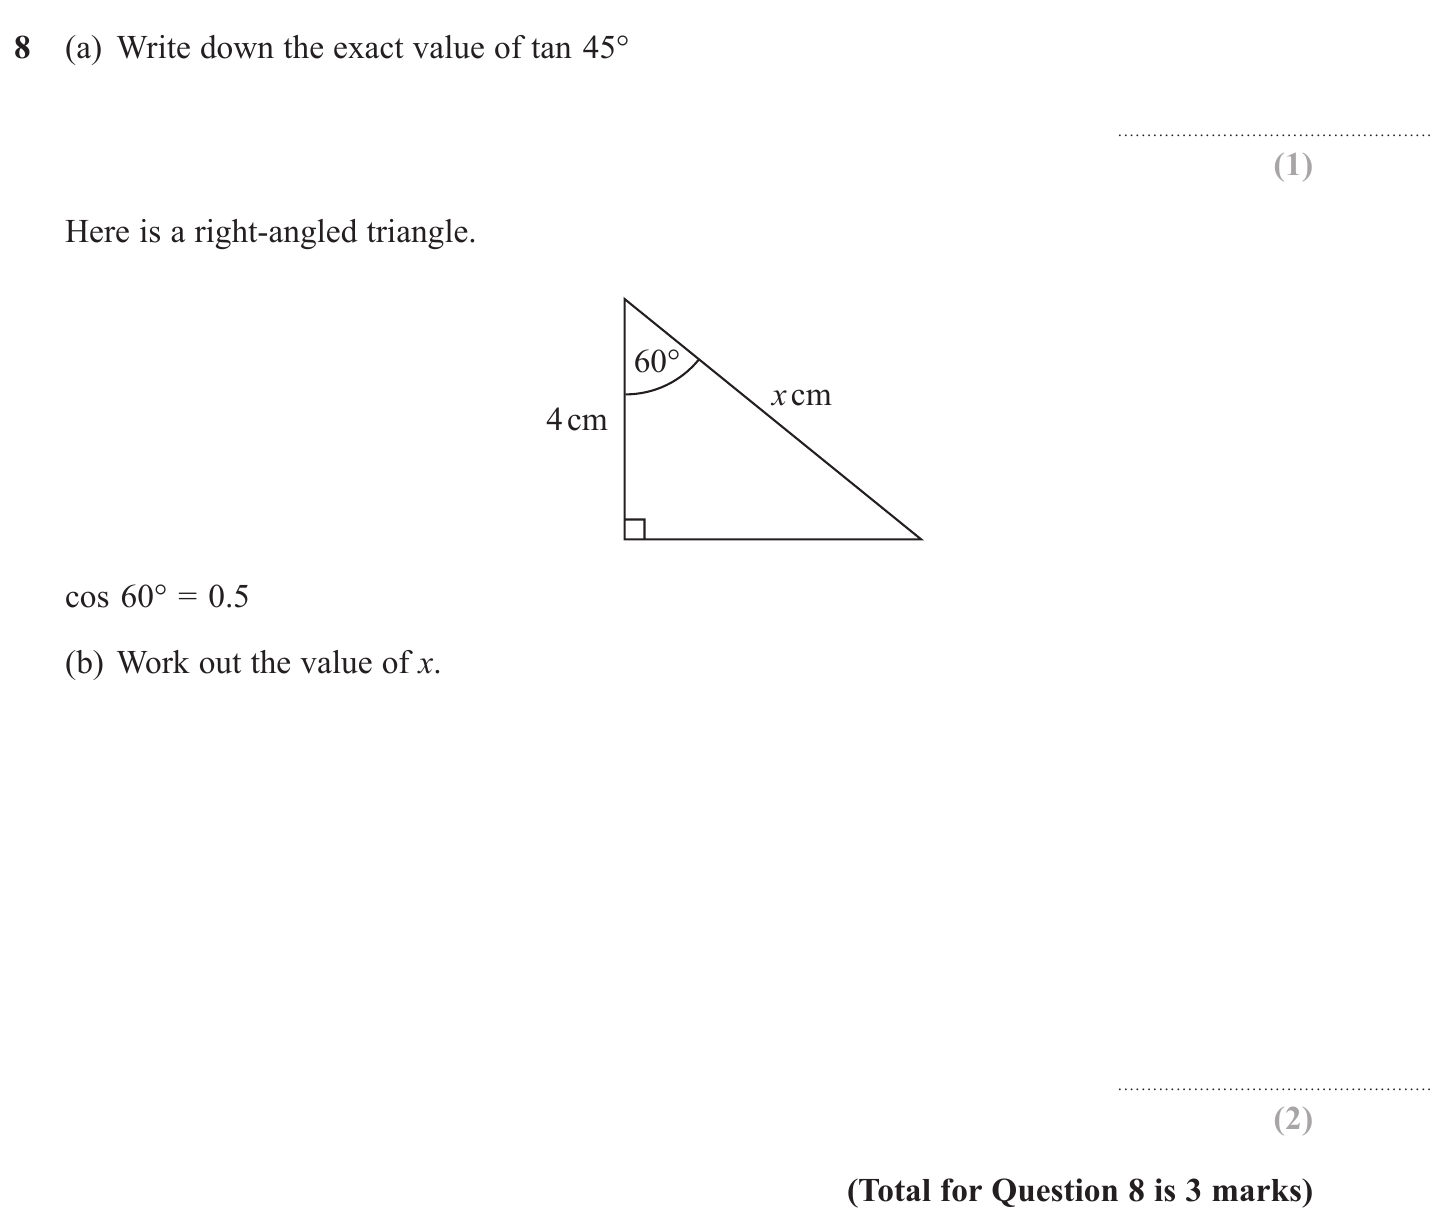 8 (a) Write down the exact value of tan 45°
(1)
Here is a right-angled triangle.
60°
x cm
4 cm
cos 60° = 0.5
(b) Work out the value of x.
(2)
(Total for Question 8 is 3 marks)